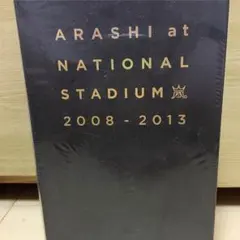 ARASHI at
NATIONAL
STADIUM 嵐
2008-2013